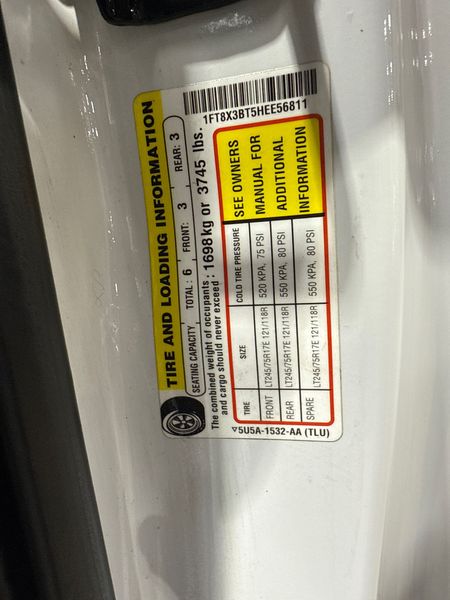 TIRE AND LOADING INFORMATION
SEATING CAPACITY TOTAL : 6 FRONT: 3 REAR: 3
The combined weight of occupants
and cargo should never exceed : 1698kg or 3745 lbs.
TIRE SIZE COLD TIRE PRESSURE
FRONT LT245/75R17E 121/118R 520 KPA, 75 PSI
REAR LT245/75R17E 121/118R 550 KPA, 80 PSI
SPARE LT245/75R17E 121/118R 550 KPA, 80 PSI
SEE OWNERS
MANUAL FOR
ADDITIONAL
INFORMATION
5U5A-1532-AA (TLU)
1FT8X3BT5HEE56811